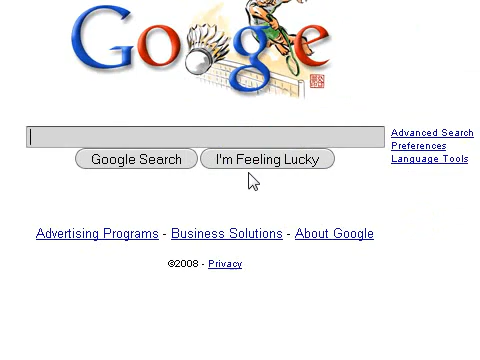 Google
Advanced Search
Preferences
Google Search I'm Feeling Lucky Language Tools
Advertising Programs - Business Solutions - About Google
©2008 - Privacy